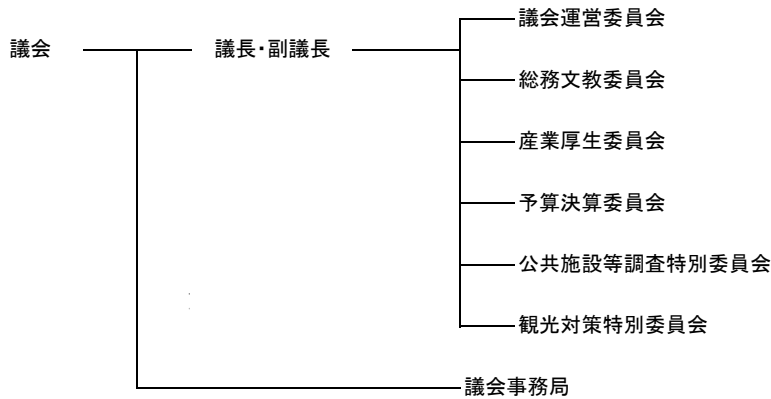 議会運営委員会
議会 議長・副議長
総務文教委員会
産業厚生委員会
予算決算委員会
公共施設等調査特別委員会
観光対策特別委員会
議会事務局